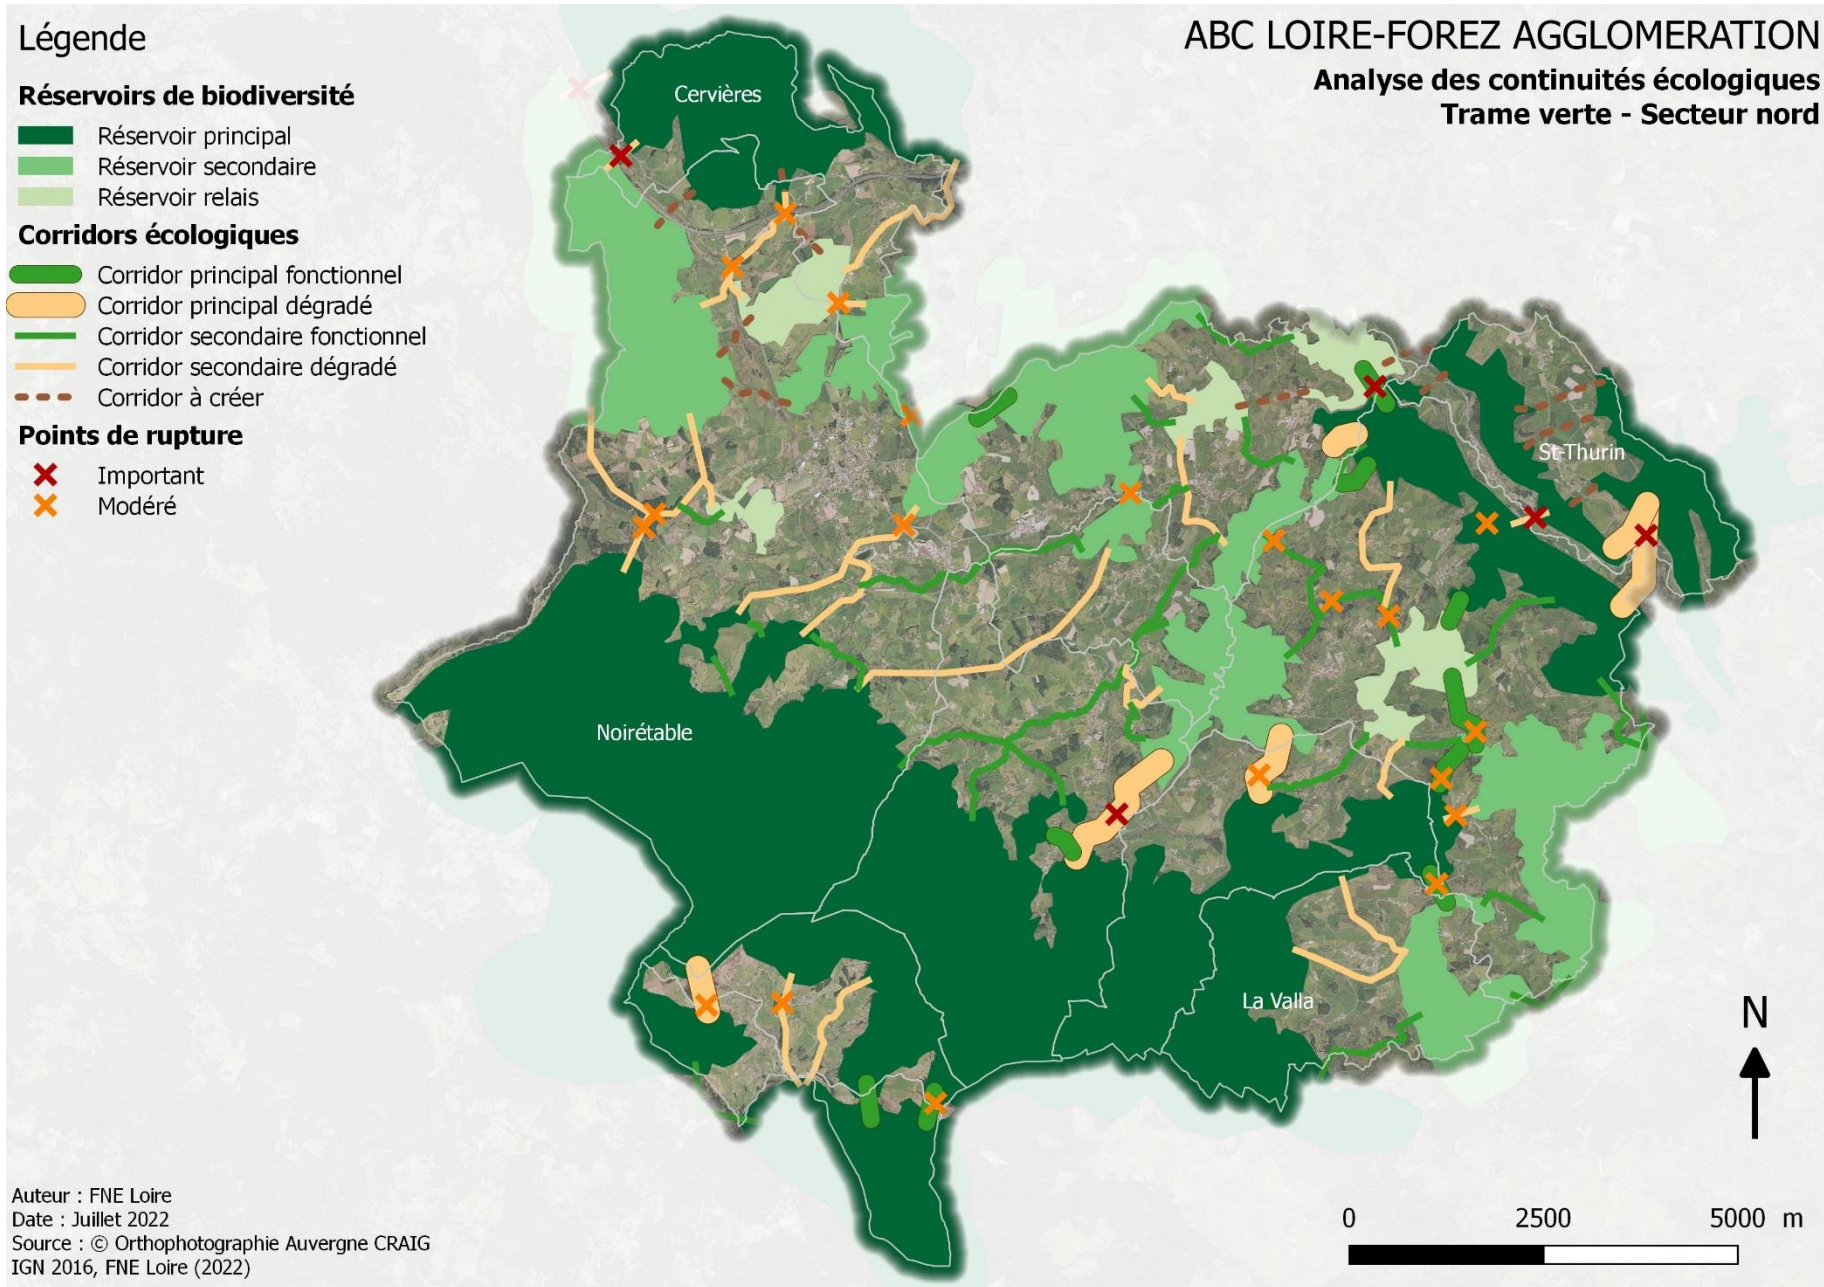 Légende
Réservoirs de biodiversité
Réservoir principal
Réservoir secondaire
Réservoir relais
Corridors écologiques
Corridor principal fonctionnel
Corridor principal dégradé
Corridor secondaire fonctionnel
Corridor secondaire dégradé
Corridor à créer
Points de rupture
Important
Modéré
ABC LOIRE-FOREZ AGGLOMERATION
Analyse des continuités écologiques
Trame verte - Secteur nord
Cervières
St-Thurin
Noirétable
La Valla
N
0 2500 5000 m
Auteur : FNE Loire
Date : Juillet 2022
Source : © Orthophotographie Auvergne CRAIG
IGN 2016, FNE Loire (2022)